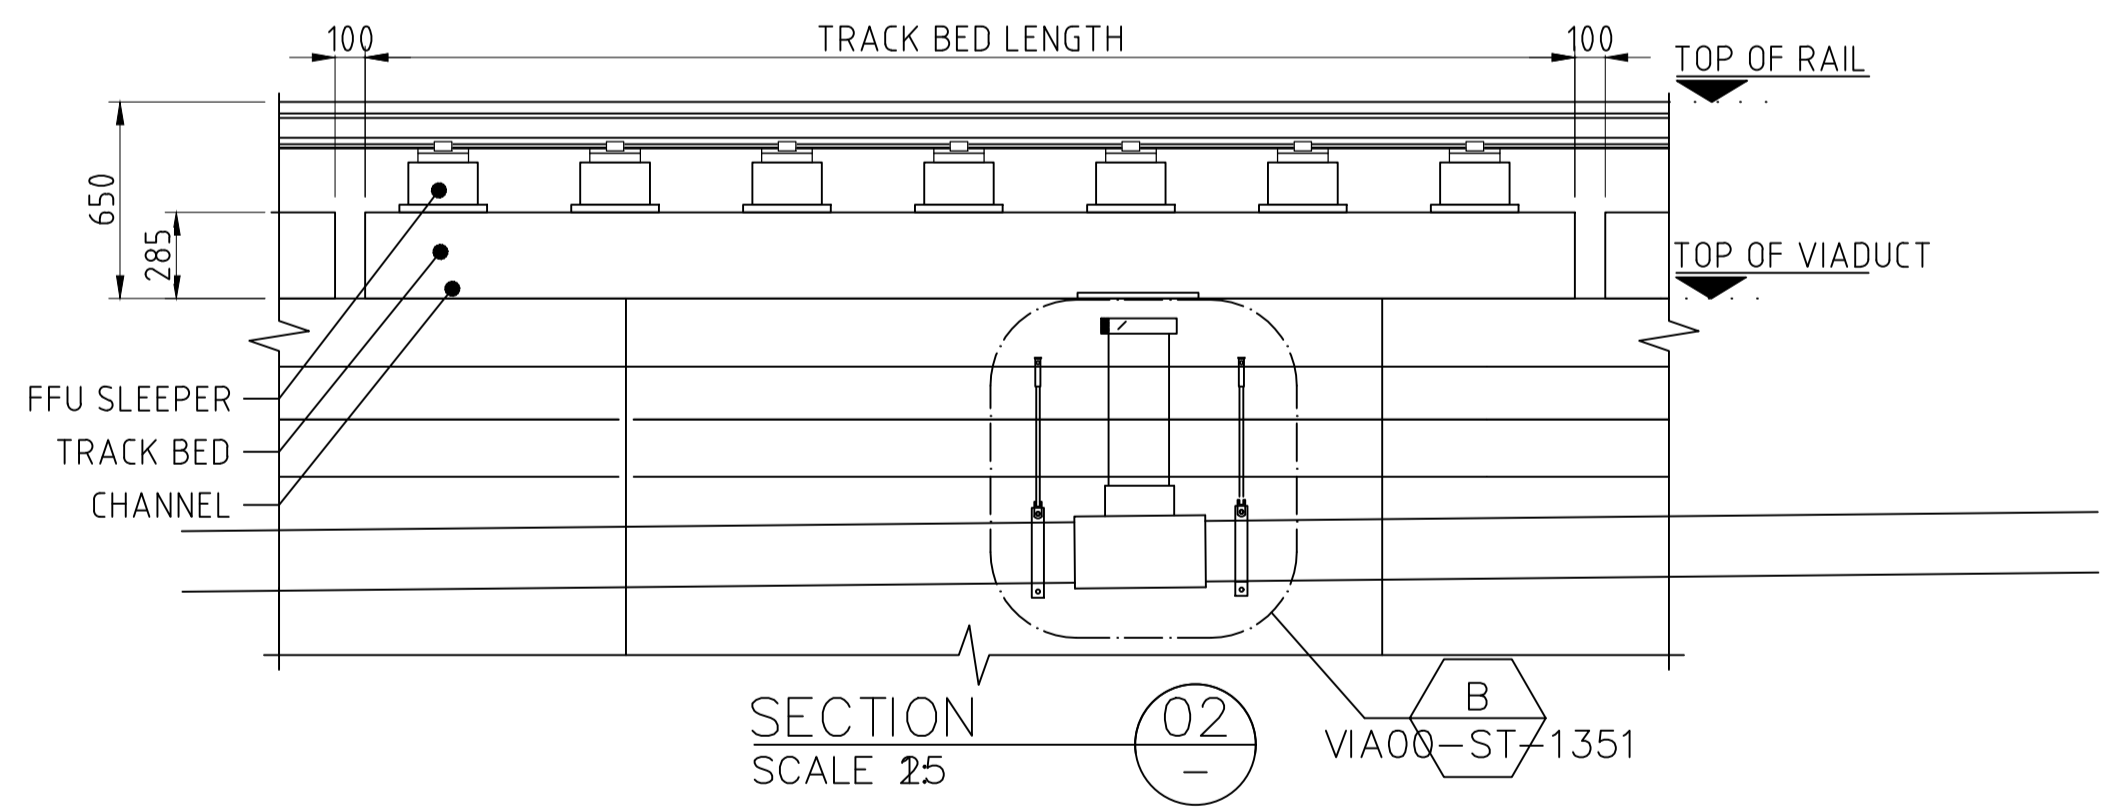 100
TRACK BED LENGTH
100
TOP OF RAIL
650
285
TOP OF VIADUCT
FFU SLEEPER
TRACK BED
CHANNEL
SECTION
02
SCALE
-
B
VIA00-ST-1351